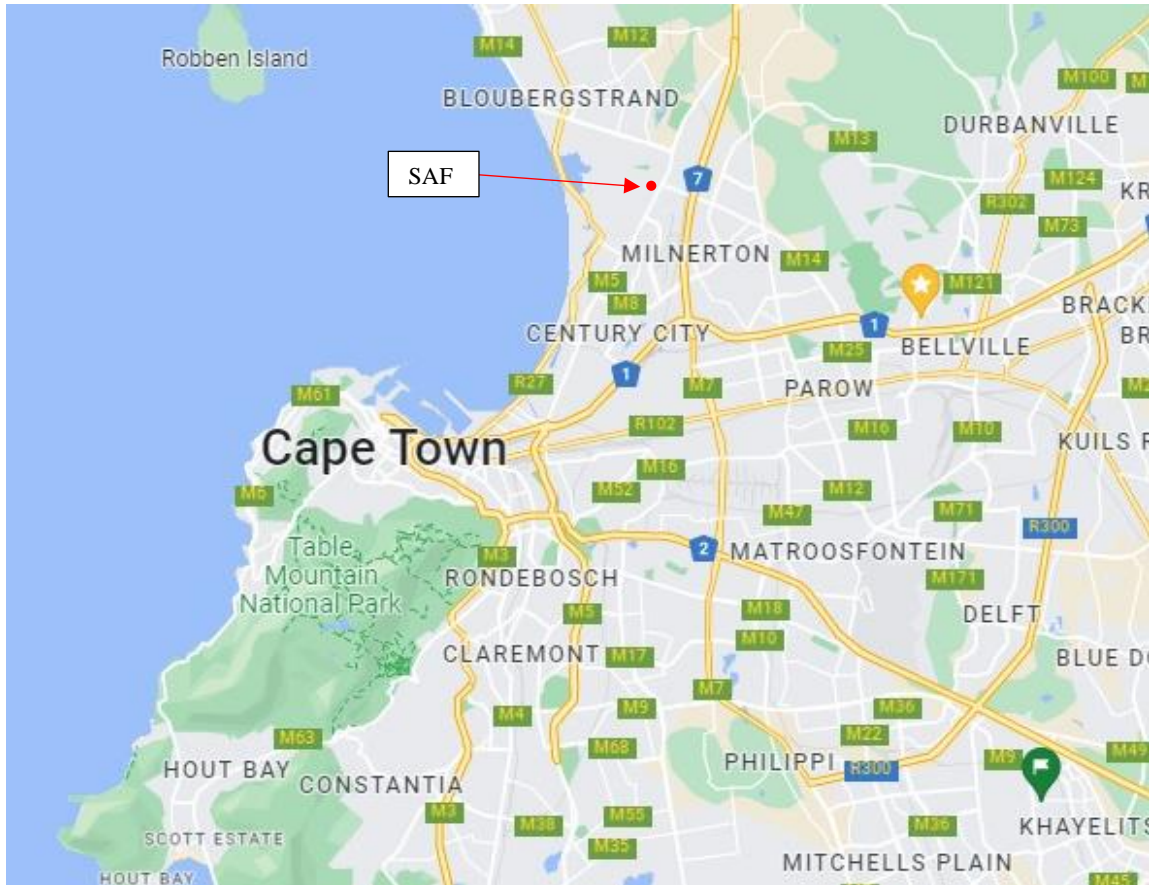 Robben Island
M14
M12
BLOUBERGSTRAND
M100
DURBANVILLE
M13
SAF
7
M124
KR
R302
M73
MILNERTON
M14
M5
M121
M8
BRACK
CENTURY CITY
1
BR
BELLVILLE
M25
1
R27
M7
PAROW
M61
R102
M16
M10
KUILS R
Cape Town
M16
M12
M6
M52
M47
M71
R300
2
Table
Mountain
National Park
M3
MATROOSFONTEIN
RONDEBOSCH
M171
M5
M18
DELFT
M10
CLAREMONT
M17
BLUE DO
M7
M4
M9
M36
M63
M22
M68
M9
M49
PHILIPPI
R300
HOUT BAY
CONSTANTIA
M3
M38
M55
M36
KHAYELITS
SCOTT ESTATE
M35
MITCHELLS PLAIN
HOUT BAY
M45